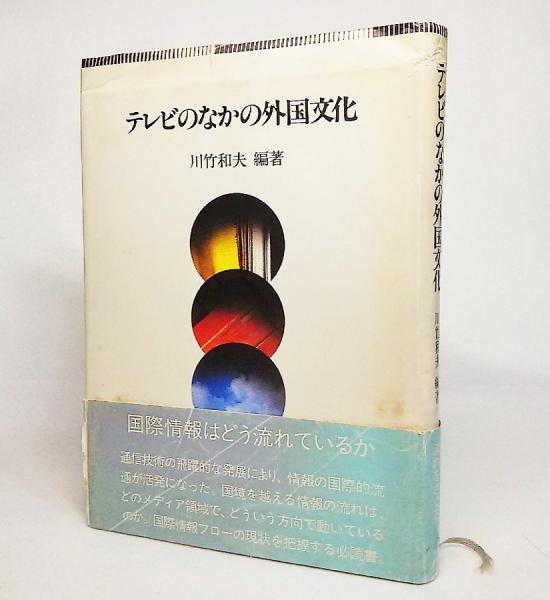 テレビのなかの外国文化
川竹和夫 編著
国際情報はどう流れているか
通信技術の飛躍的な発展により、情報の国際的流
通が活発になった。国境を越える情報の流れは、
どのメディア領域で、どういう方向で動いている
のか。国際情報フローの現状を把握する必読書。
テレビのなかの外国文化
川竹和夫 編著